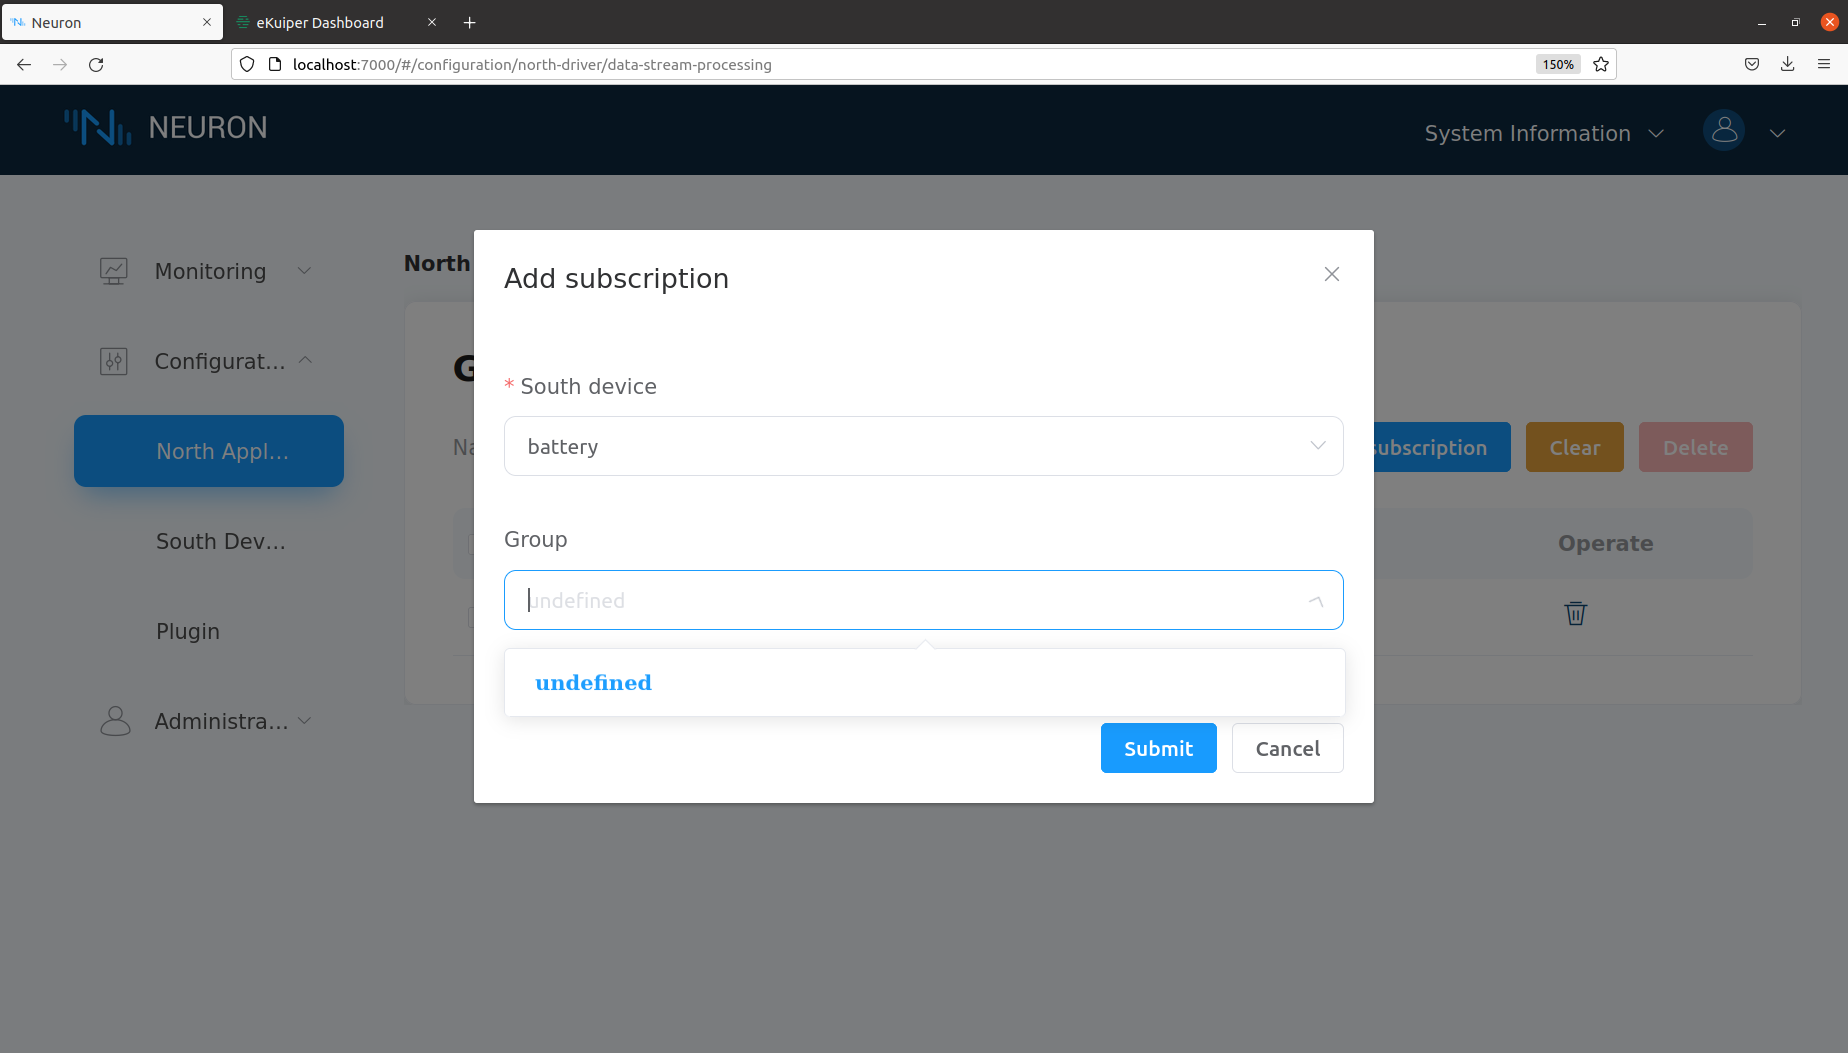 Neuron
eKuiper Dashboard
localhost:7000/#/configuration/north-driver/data-stream-processing
150%
NEURON
System Information
Monitoring
Configurat...
North Appl...
South Dev...
Plugin
Administra...
North
G
Na
subscription
Clear
Delete
Operate
Add subscription
* South device
battery
Group
undefined
undefined
Submit
Cancel